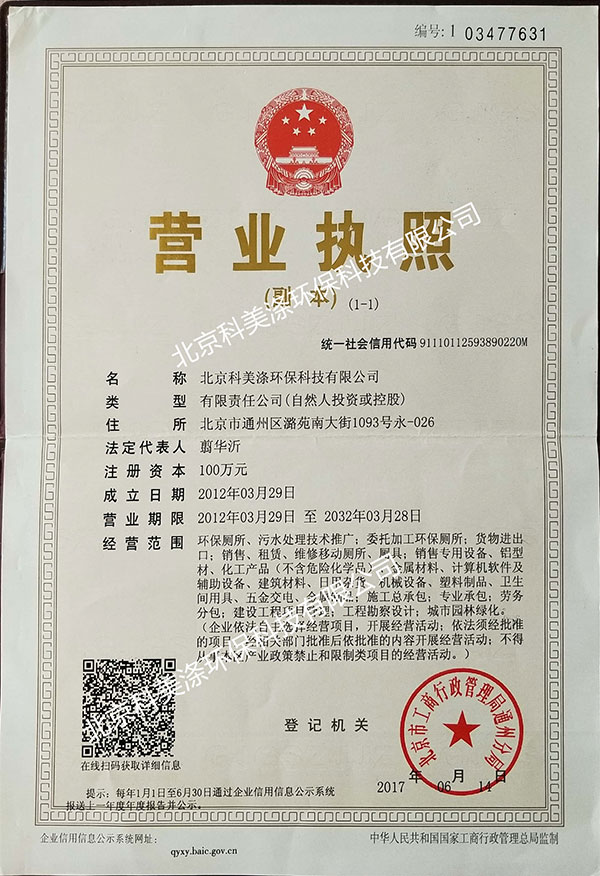 编号:1 03477631
营业执照
(副 本) (1-1)
统一社会信用代码 91110112593890220M
名 称 北京科美涤环保科技有限公司
类 型 有限责任公司(自然人投资或控股)
住 所 北京市通州区潞苑南大街1093号永-026
法定代表人 翦华沂
注册资本 100万元
成立日期 2012年03月29日
营业期限 2012年03月29日 至 2032年03月28日
经营范围 环保厕所、污水处理技术推广；委托加工环保厕所；货物进出
口；销售、租赁、维修移动厕所、厕具；销售专用设备、铝型
材、化工产品（不含危险化学品）、金属材料、计算机软件及
辅助设备、建筑材料、日用杂货、机械设备、塑料制品、卫生
间用具、五金交电、施工总承包；专业承包；劳务
分包；建设工程项目管理；工程勘察设计；城市园林绿化。
（企业依法自主选择经营项目，开展经营活动；依法须经批准
的项目，经相关部门批准后依批准的内容开展经营活动；不得
从事本区产业政策禁止和限制类项目的经营活动。）
北京科美涤环保科技有限公司
北京科美涤环保科技有限公司
在线扫码获取详细信息
登记机关
北京市工商行政管理局通州分局
2017 年 06 月 14 日
提示：每年1月1日至6月30日通过企业信用信息公示系统
报送上一年度年度报告并公示。
企业信用信息公示系统网址：
qyxy.baic.gov.cn
中华人民共和国国家工商行政管理总局监制